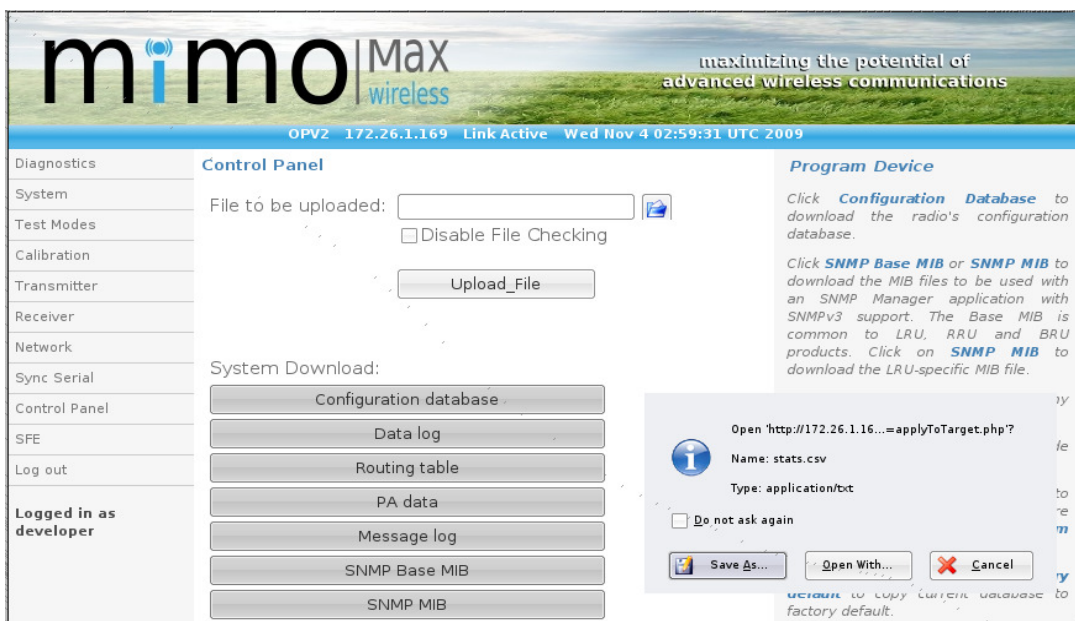 mimo Max wireless
maximizing the potential of
advanced wireless communications
OPV2 172.26.1.169 Link Active Wed Nov 4 02:59:31 UTC 2009
Diagnostics
System
Test Modes
Calibration
Transmitter
Receiver
Network
Sync Serial
Control Panel
SFE
Log out
Logged in as
developer
Control Panel
File to be uploaded:
Disable File Checking
Upload_File
System Download:
Configuration database
Data log
Routing table
PA data
Message log
SNMP Base MIB
SNMP MIB
Program Device
Click Configuration Database to
download the radio's configuration
database.
Click SNMP Base MIB or SNMP MIB to
download the MIB files to be used with
an SNMP Manager application with
SNMPv3 support. The Base MIB is
common to LRU, RRU and BRU
products. Click on SNMP MIB to
download the LRU-specific MIB file.
Open 'http://172.26.1.16...=applyToTarget.php'?
Name: stats.csv
Type: application/txt
Do not ask again
Save As...
Open With...
Cancel
to
default to copy current database to
factory default.